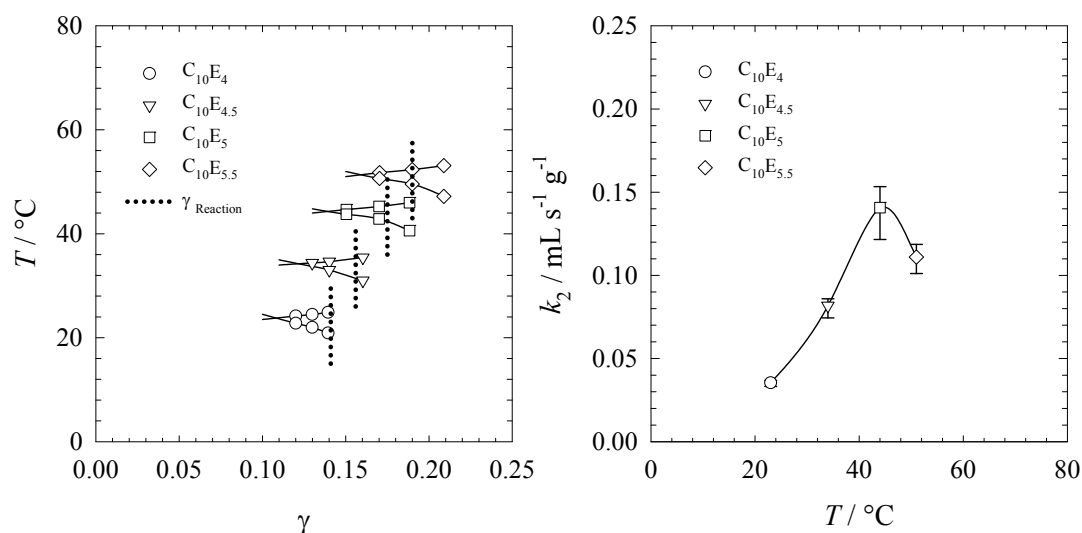 80
60
40
20
0
T / °C
C₁₀E₄
C₁₀E₄.₅
C₁₀E₅
C₁₀E₅.₅
γ Reaction
0.00 0.05 0.10 0.15 0.20 0.25
γ
0.25
0.20
0.15
0.10
0.05
0.00
k₂ / mL s⁻¹ g⁻¹
C₁₀E₄
C₁₀E₄.₅
C₁₀E₅
C₁₀E₅.₅
0 20 40 60 80
T / °C